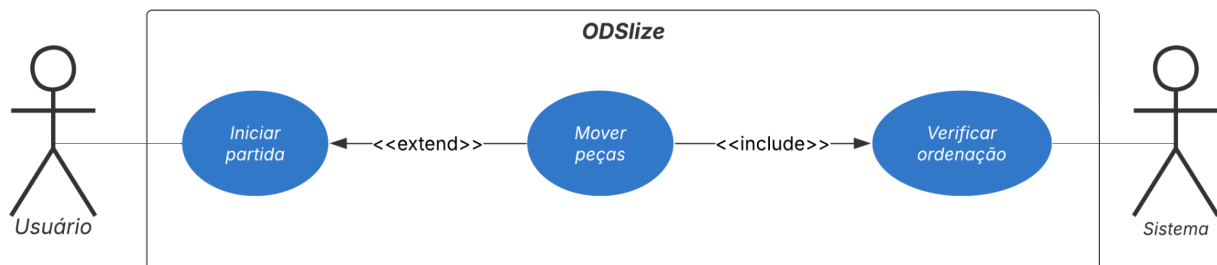 ODSlize
Iniciar
partida
<<extend>>
Mover
peças
<<include>>
Verificar
ordenação
Usuário
Sistema